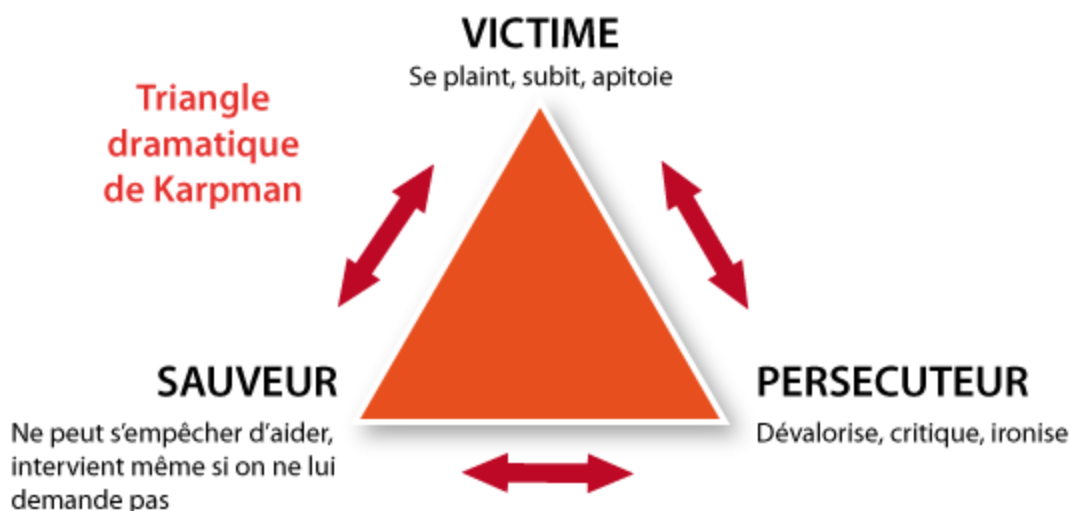 VICTIME
Se plaint, subit, apitoie
Triangle
dramatique
de Karpman
SAUVEUR
Ne peut s'empêcher d'aider,
intervient même si on ne lui
demande pas
PERSECUTEUR
Dévalorise, critique, ironise